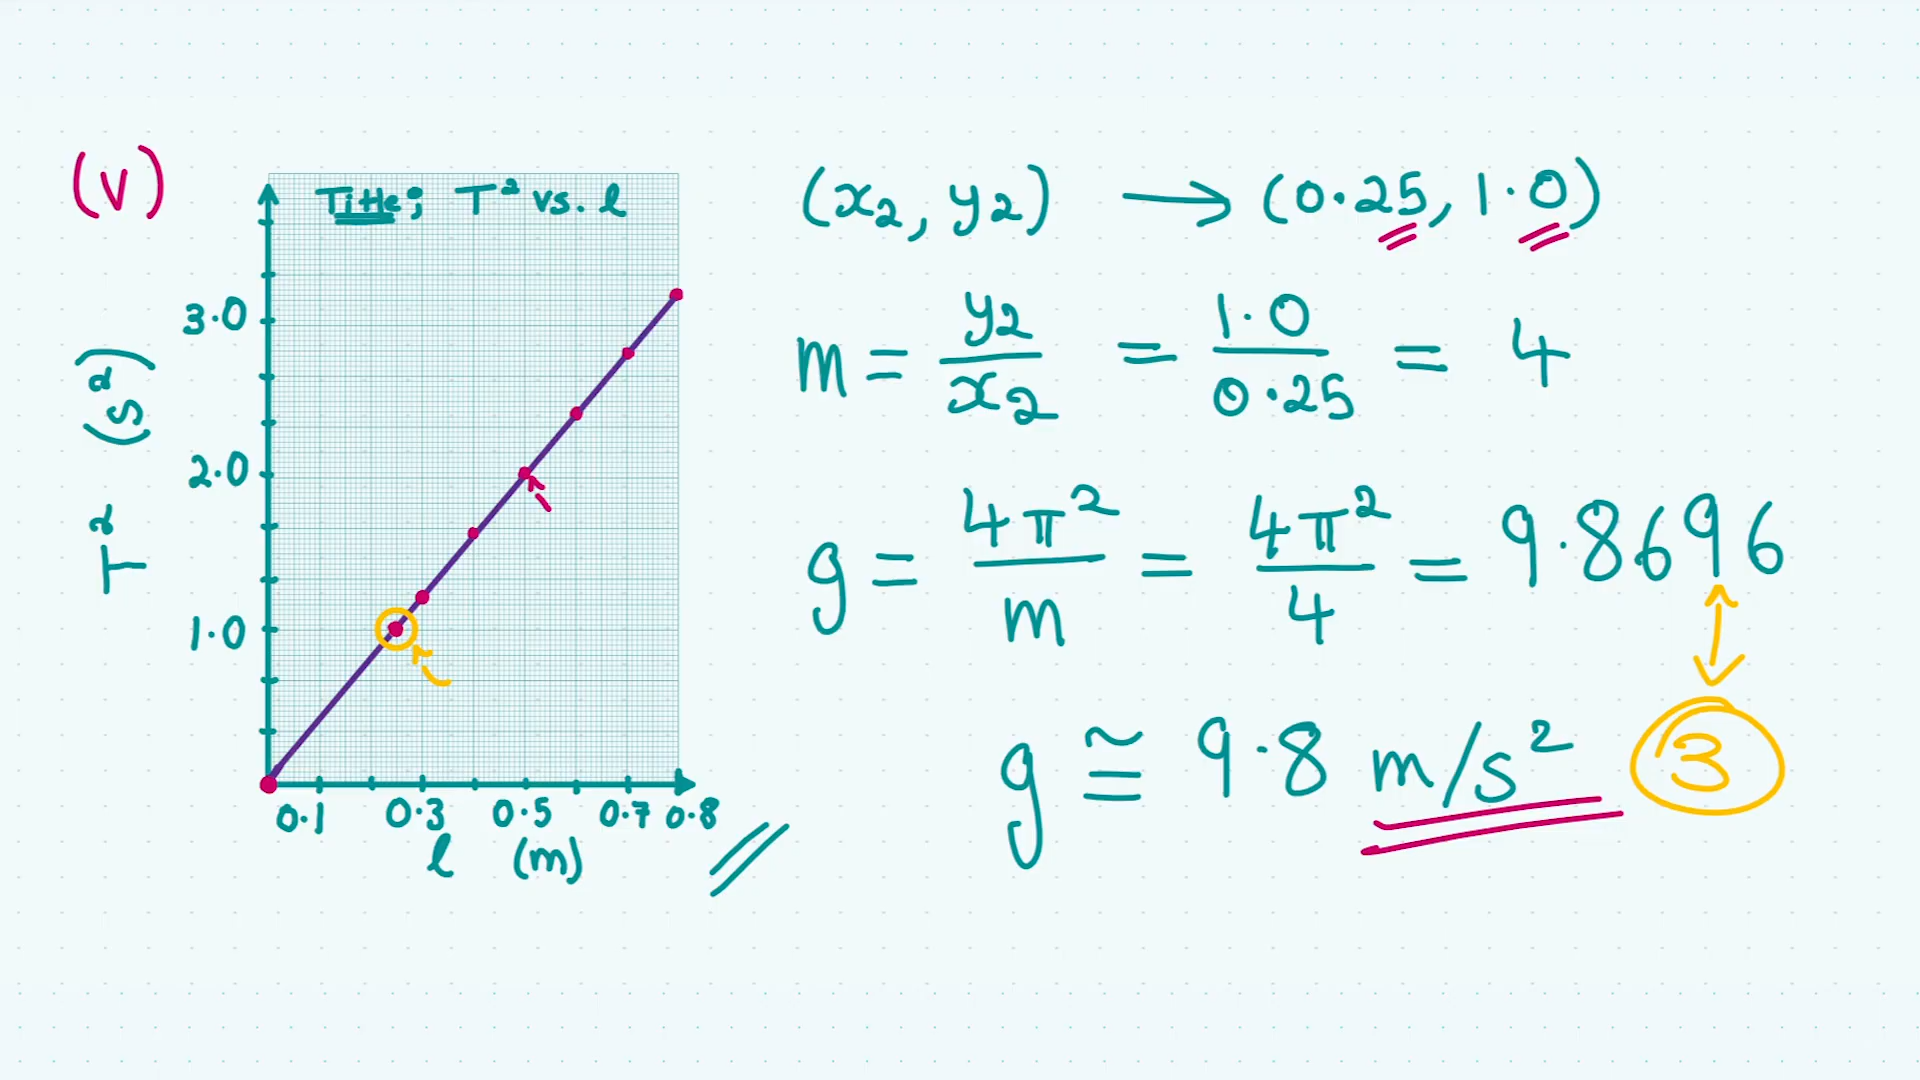 (V)
Title; T² vs. l
T² (s²)
3.0
2.0
1.0
0.1 0.3 0.5 0.7 0.8
l (m)
(x₂, y₂) → (0.25, 1.0)
m = y₂/x₂ = 1.0/0.25 = 4
g = 4π²/m = 4π²/4 = 9.8696
g ≅ 9.8 m/s²
3